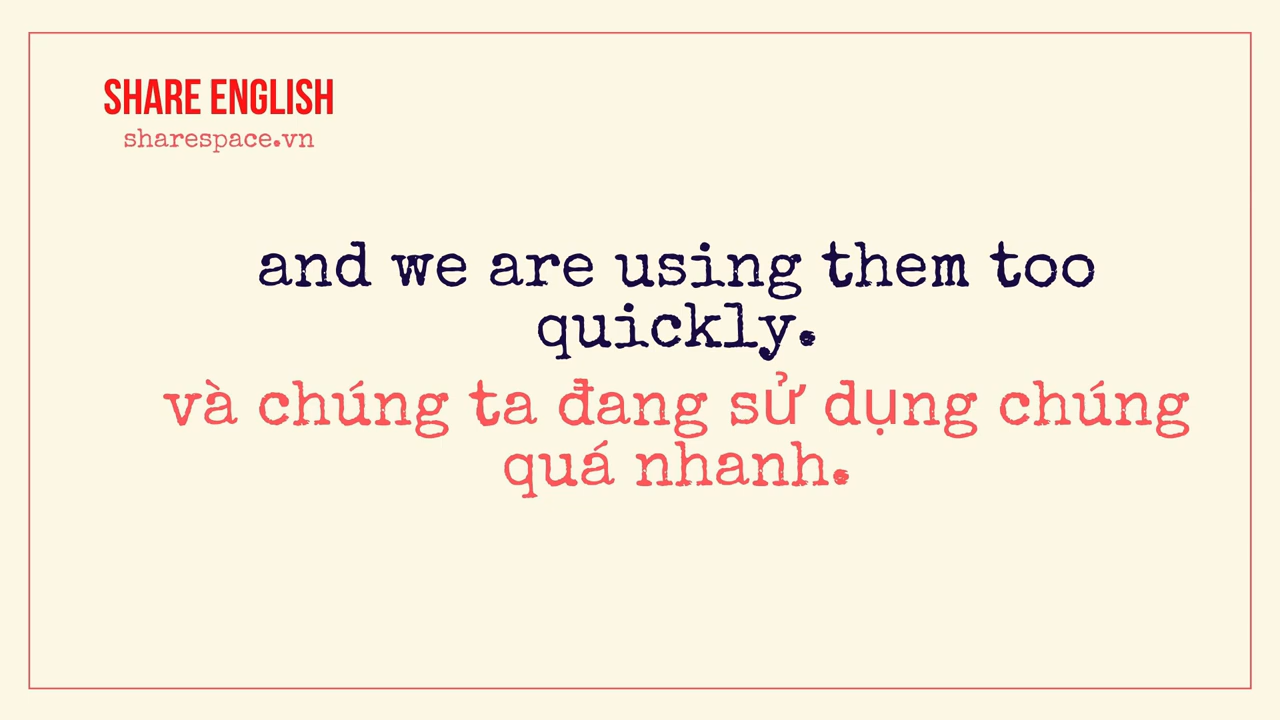 SHARE ENGLISH
sharespace.vn
and we are using them too
quickly.
và chúng ta đang sử dụng chúng
quá nhanh.